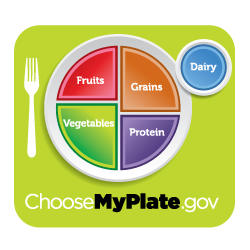 Dairy
Fruits
Grains
Vegetables
Protein
ChooseMyPlate.gov